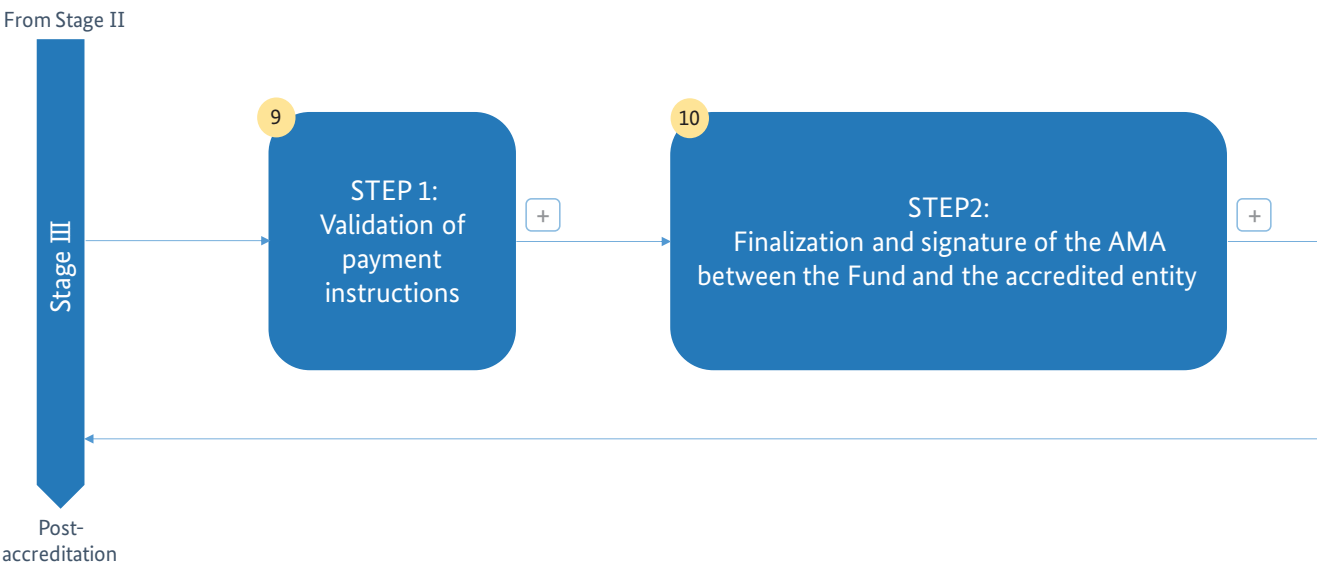 From Stage II
Stage III
9
STEP 1:
Validation of
payment
instructions
+
10
STEP2:
Finalization and signature of the AMA
between the Fund and the accredited entity
+
Post-
accreditation